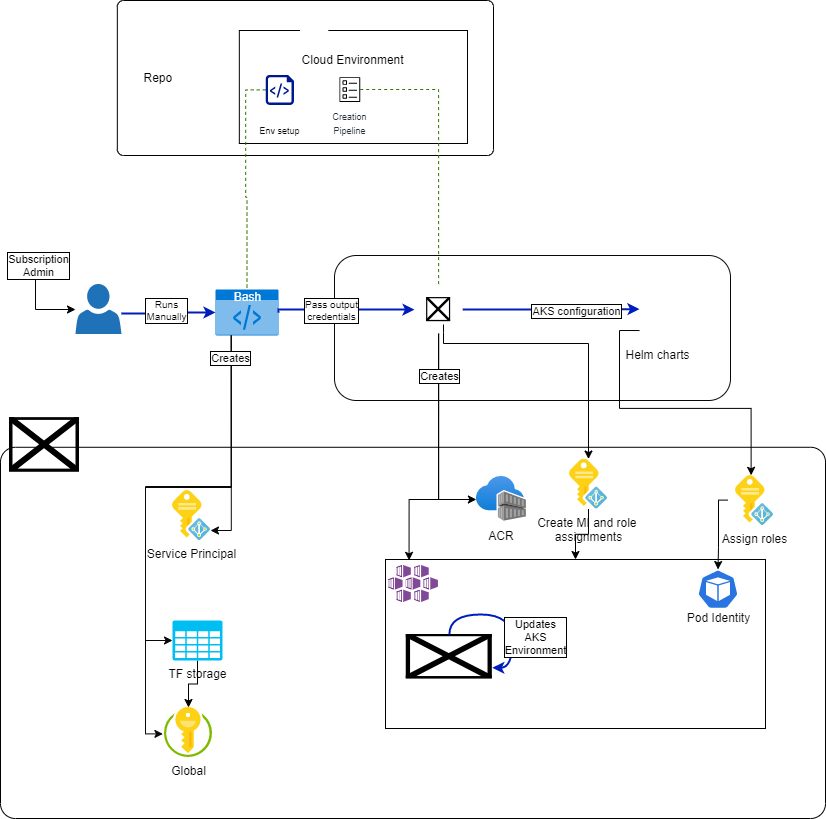 Cloud Environment
Repo
</>
Env setup
Creation
Pipeline
Subscription
Admin
Runs
Manually
Bash
</>
Pass output
credentials
AKS configuration
Helm charts
Creates
Creates
Service Principal
ACR
Create MI and role
assignments
Assign roles
Pod Identity
Updates
AKS
Environment
TF storage
Global